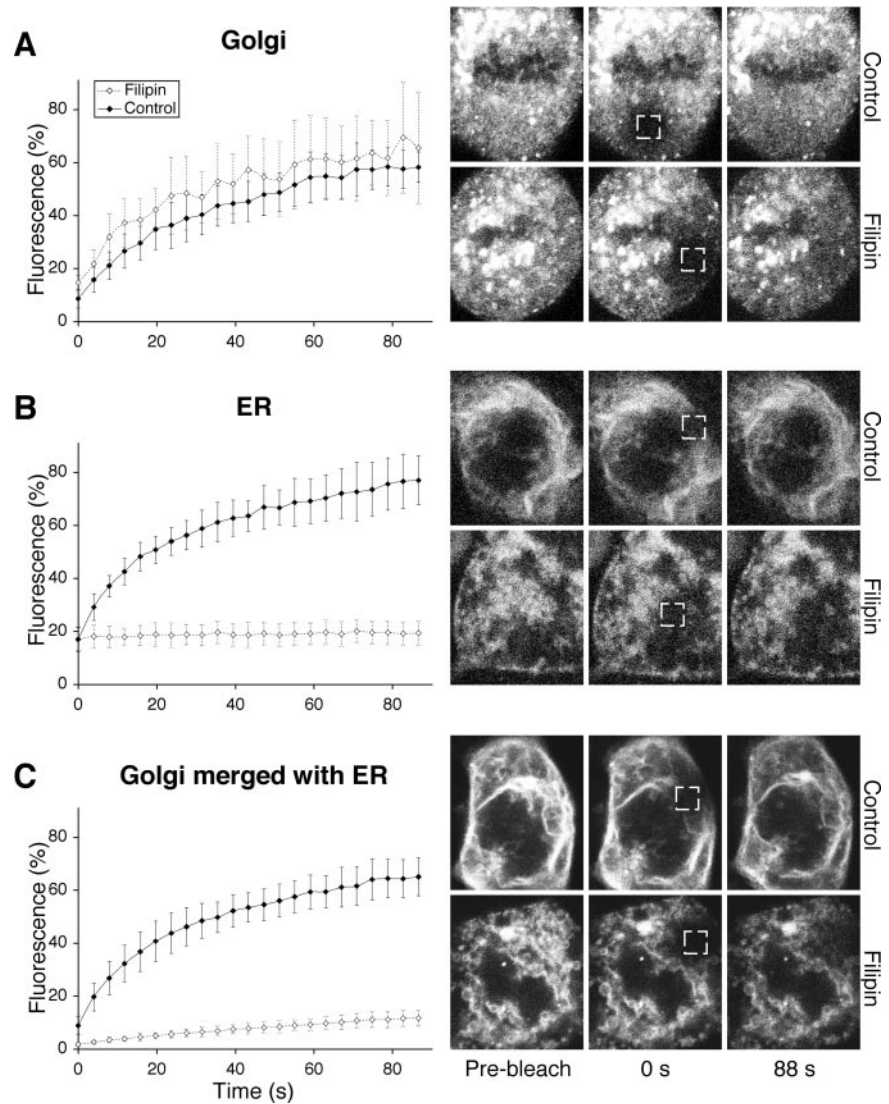 A
Golgi
Filipin
Control
Fluorescence (%)
80
60
40
20
0
0 20 40 60 80
Control
Filipin
B
ER
Fluorescence (%)
80
60
40
20
0
0 20 40 60 80
Control
Filipin
C
Golgi merged with ER
Fluorescence (%)
80
60
40
20
0
0 20 40 60 80
Time (s)
Control
Filipin
Pre-bleach 0 s 88 s